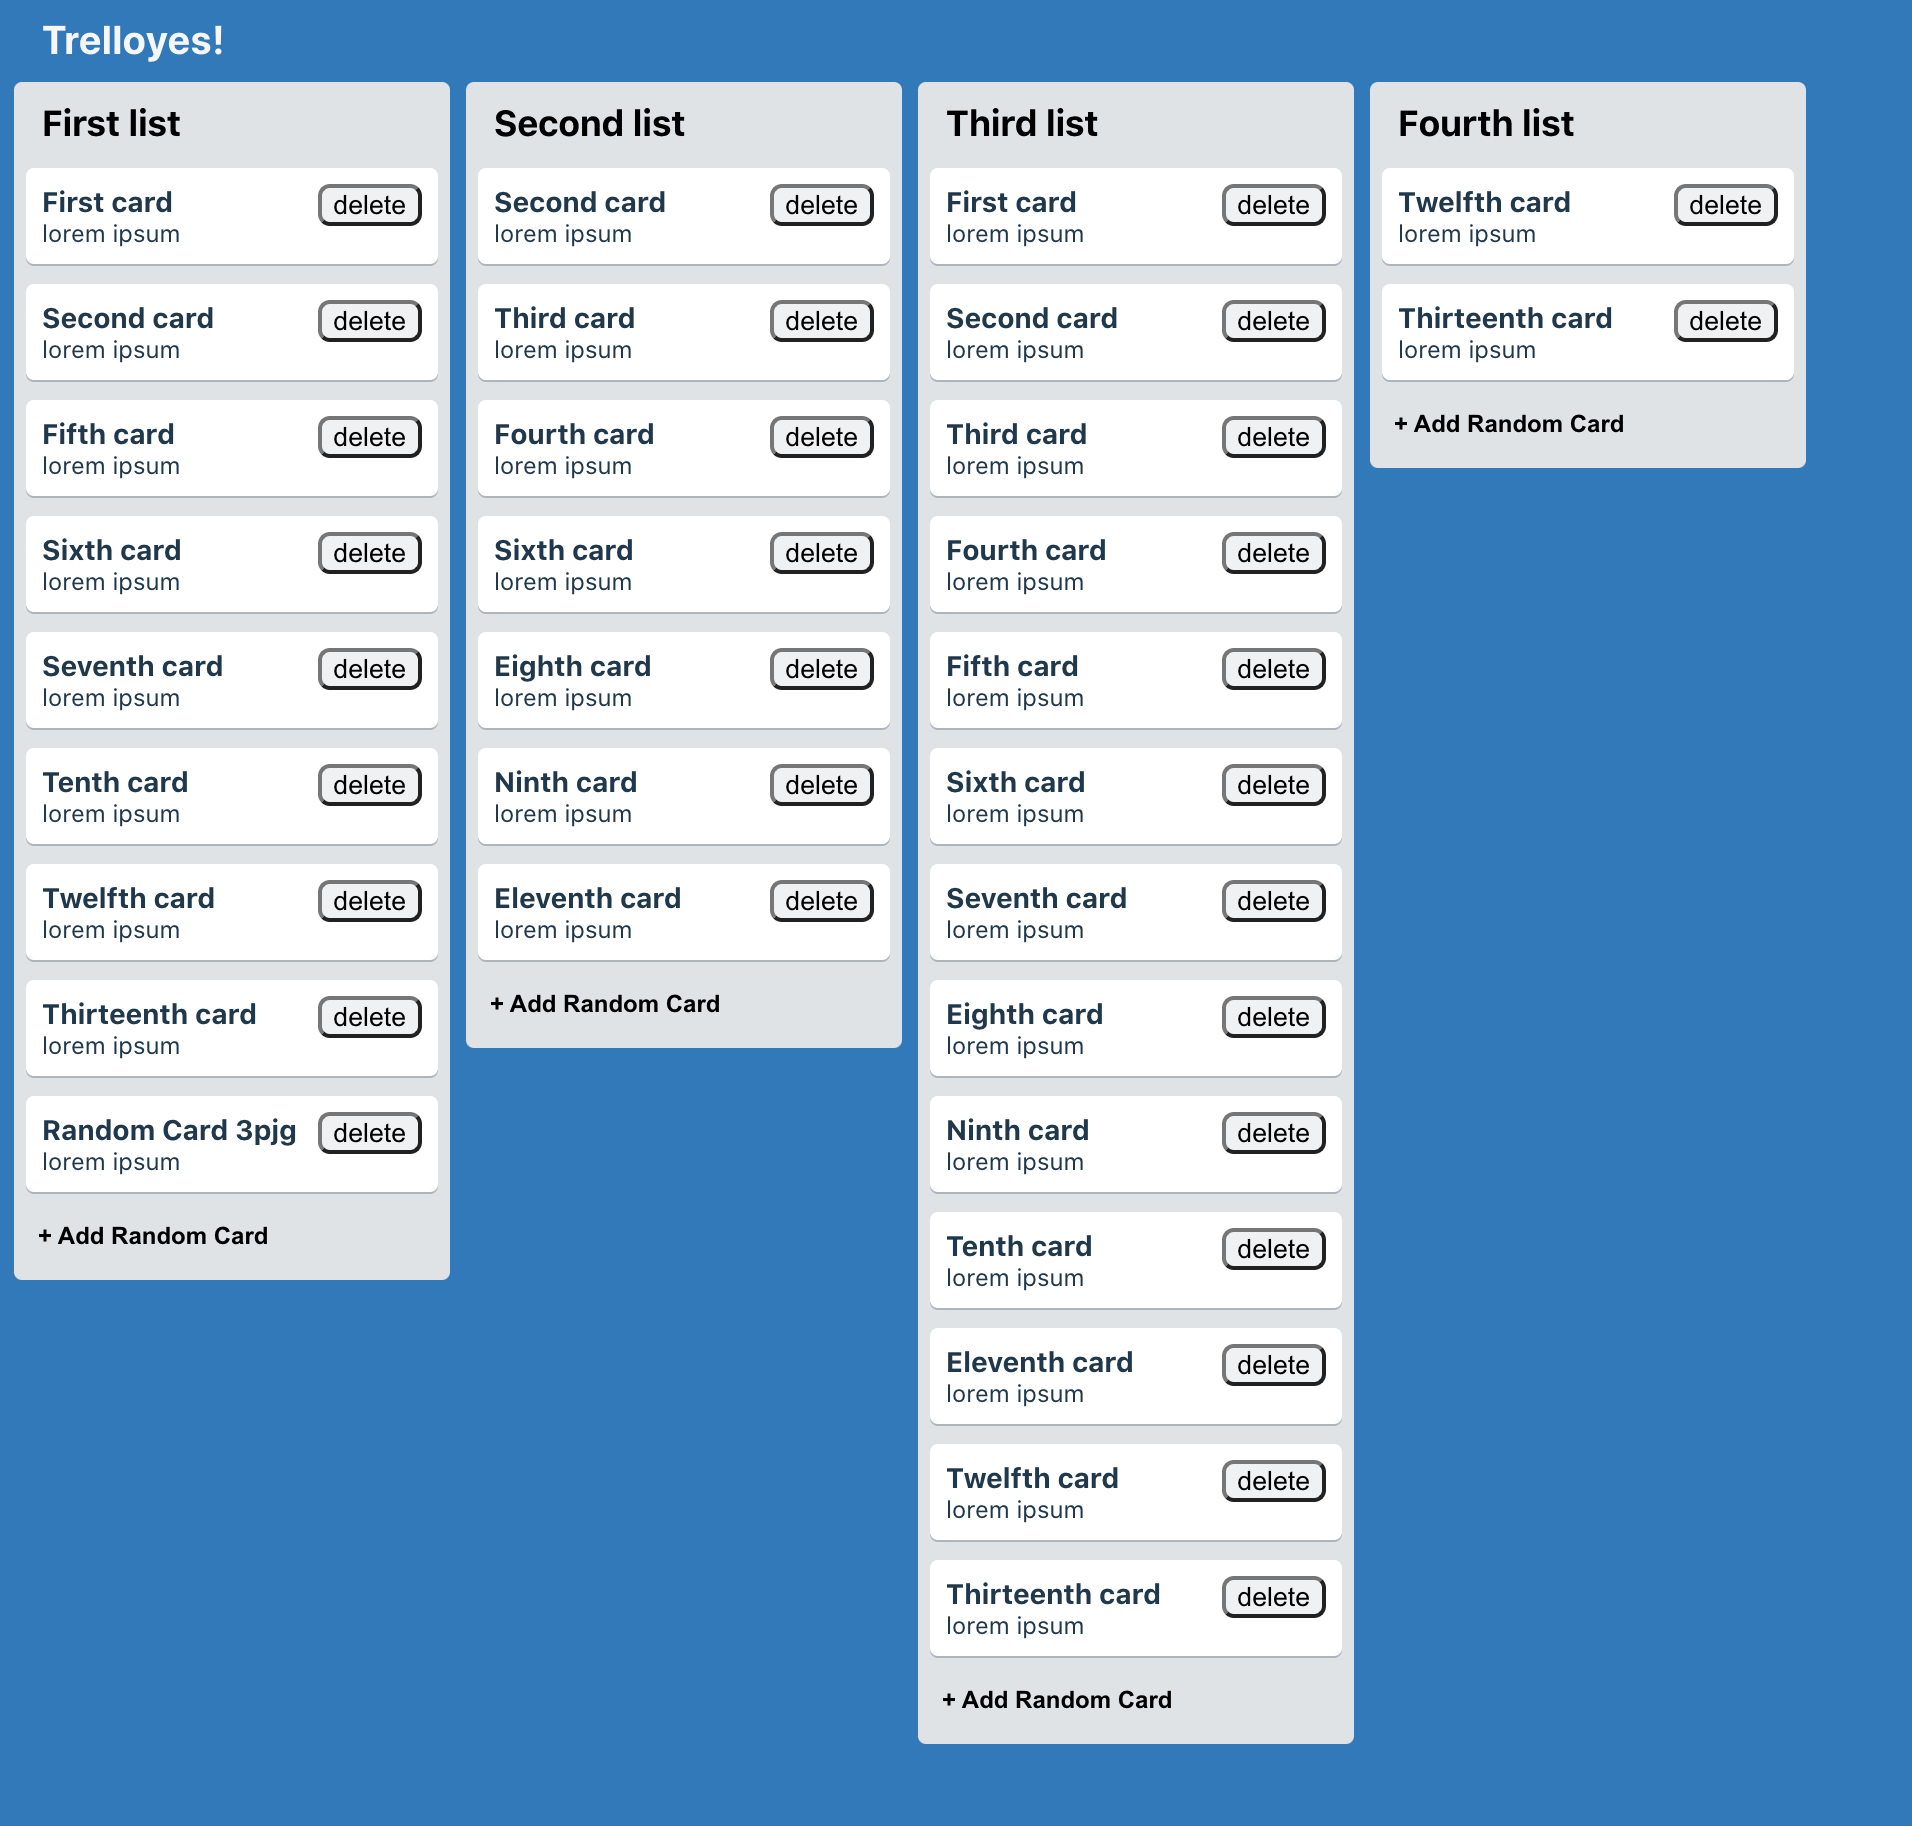 Trelloyes!
First list
First card
delete
lorem ipsum
Second card
delete
lorem ipsum
Fifth card
delete
lorem ipsum
Sixth card
delete
lorem ipsum
Seventh card
delete
lorem ipsum
Tenth card
delete
lorem ipsum
Twelfth card
delete
lorem ipsum
Thirteenth card
delete
lorem ipsum
Random Card 3pjg
delete
lorem ipsum
+ Add Random Card
Second list
Second card
delete
lorem ipsum
Third card
delete
lorem ipsum
Fourth card
delete
lorem ipsum
Sixth card
delete
lorem ipsum
Eighth card
delete
lorem ipsum
Ninth card
delete
lorem ipsum
Eleventh card
delete
lorem ipsum
+ Add Random Card
Third list
First card
delete
lorem ipsum
Second card
delete
lorem ipsum
Third card
delete
lorem ipsum
Fourth card
delete
lorem ipsum
Fifth card
delete
lorem ipsum
Sixth card
delete
lorem ipsum
Seventh card
delete
lorem ipsum
Eighth card
delete
lorem ipsum
Ninth card
delete
lorem ipsum
Tenth card
delete
lorem ipsum
Eleventh card
delete
lorem ipsum
Twelfth card
delete
lorem ipsum
Thirteenth card
delete
lorem ipsum
+ Add Random Card
Fourth list
Twelfth card
delete
lorem ipsum
Thirteenth card
delete
lorem ipsum
+ Add Random Card